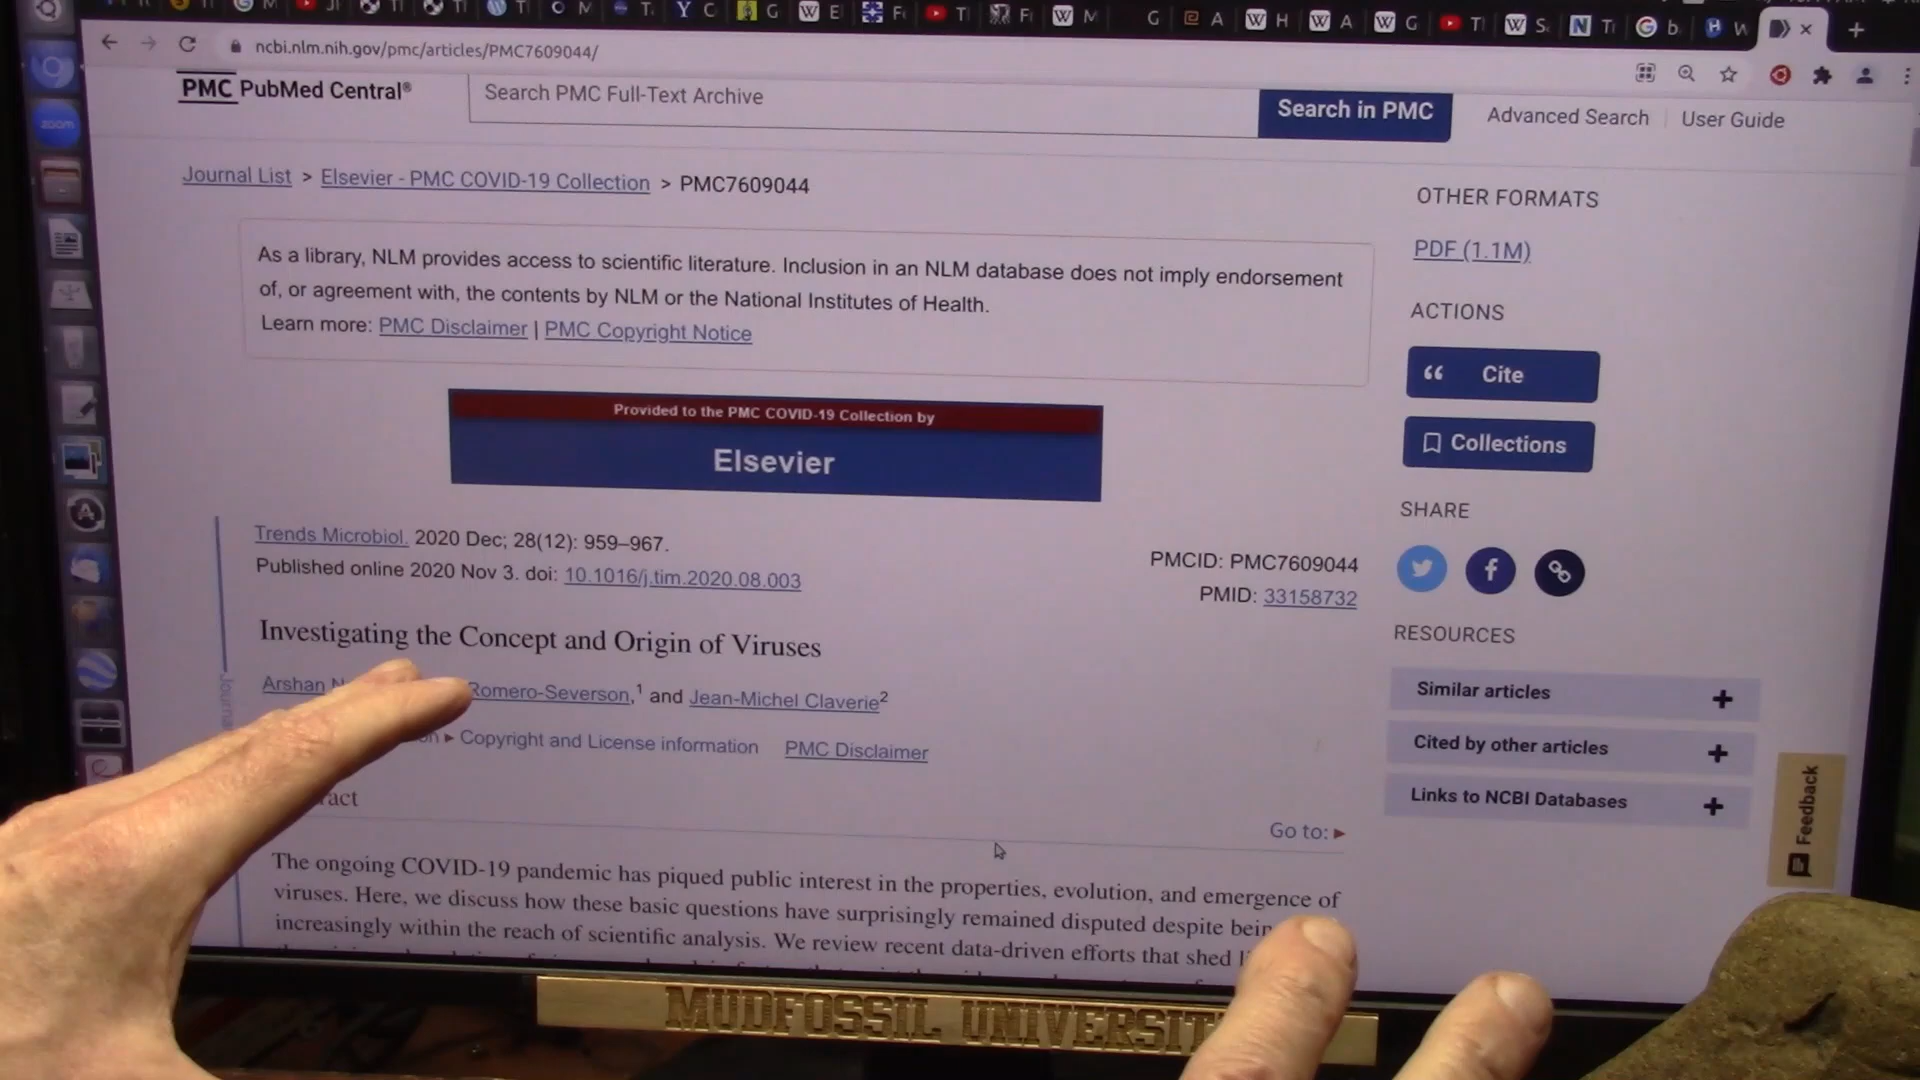 ncbi.nlm.nih.gov/pmc/articles/PMC7609044/
PMC PubMed Central®
Search PMC Full-Text Archive
Search in PMC
Advanced Search
User Guide
Journal List > Elsevier - PMC COVID-19 Collection > PMC7609044
As a library, NLM provides access to scientific literature. Inclusion in an NLM database does not imply endorsement
of, or agreement with, the contents by NLM or the National Institutes of Health.
Learn more: PMC Disclaimer | PMC Copyright Notice
Provided to the PMC COVID-19 Collection by
Elsevier
Trends Microbiol. 2020 Dec; 28(12): 959–967.
Published online 2020 Nov 3. doi: 10.1016/j.tim.2020.08.003
PMCID: PMC7609044
PMID: 33158732
Investigating the Concept and Origin of Viruses
Arshan Romero-Severson,1 and Jean-Michel Claverie2
Copyright and License information PMC Disclaimer
Go to:
The ongoing COVID-19 pandemic has piqued public interest in the properties, evolution, and emergence of
viruses. Here, we discuss how these basic questions have surprisingly remained disputed despite
increasingly within the reach of scientific analysis. We review recent data-driven efforts that shed
OTHER FORMATS
PDF (1.1M)
ACTIONS
Cite
Collections
SHARE
RESOURCES
Similar articles
Cited by other articles
Links to NCBI Databases
Feedback
zoom
MUDFOSSIL UNIVERSIT